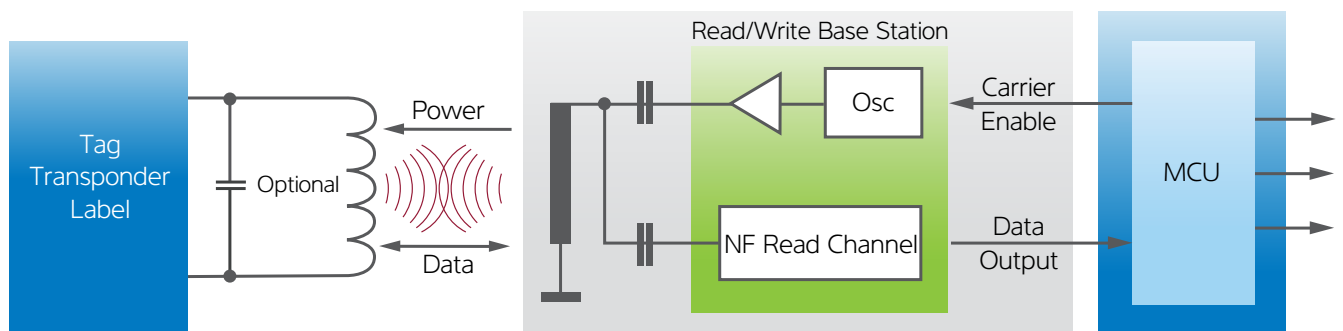 Tag
Transponder
Label
Optional
Power
Data
Read/Write Base Station
Osc
NF Read Channel
Carrier
Enable
Data
Output
MCU